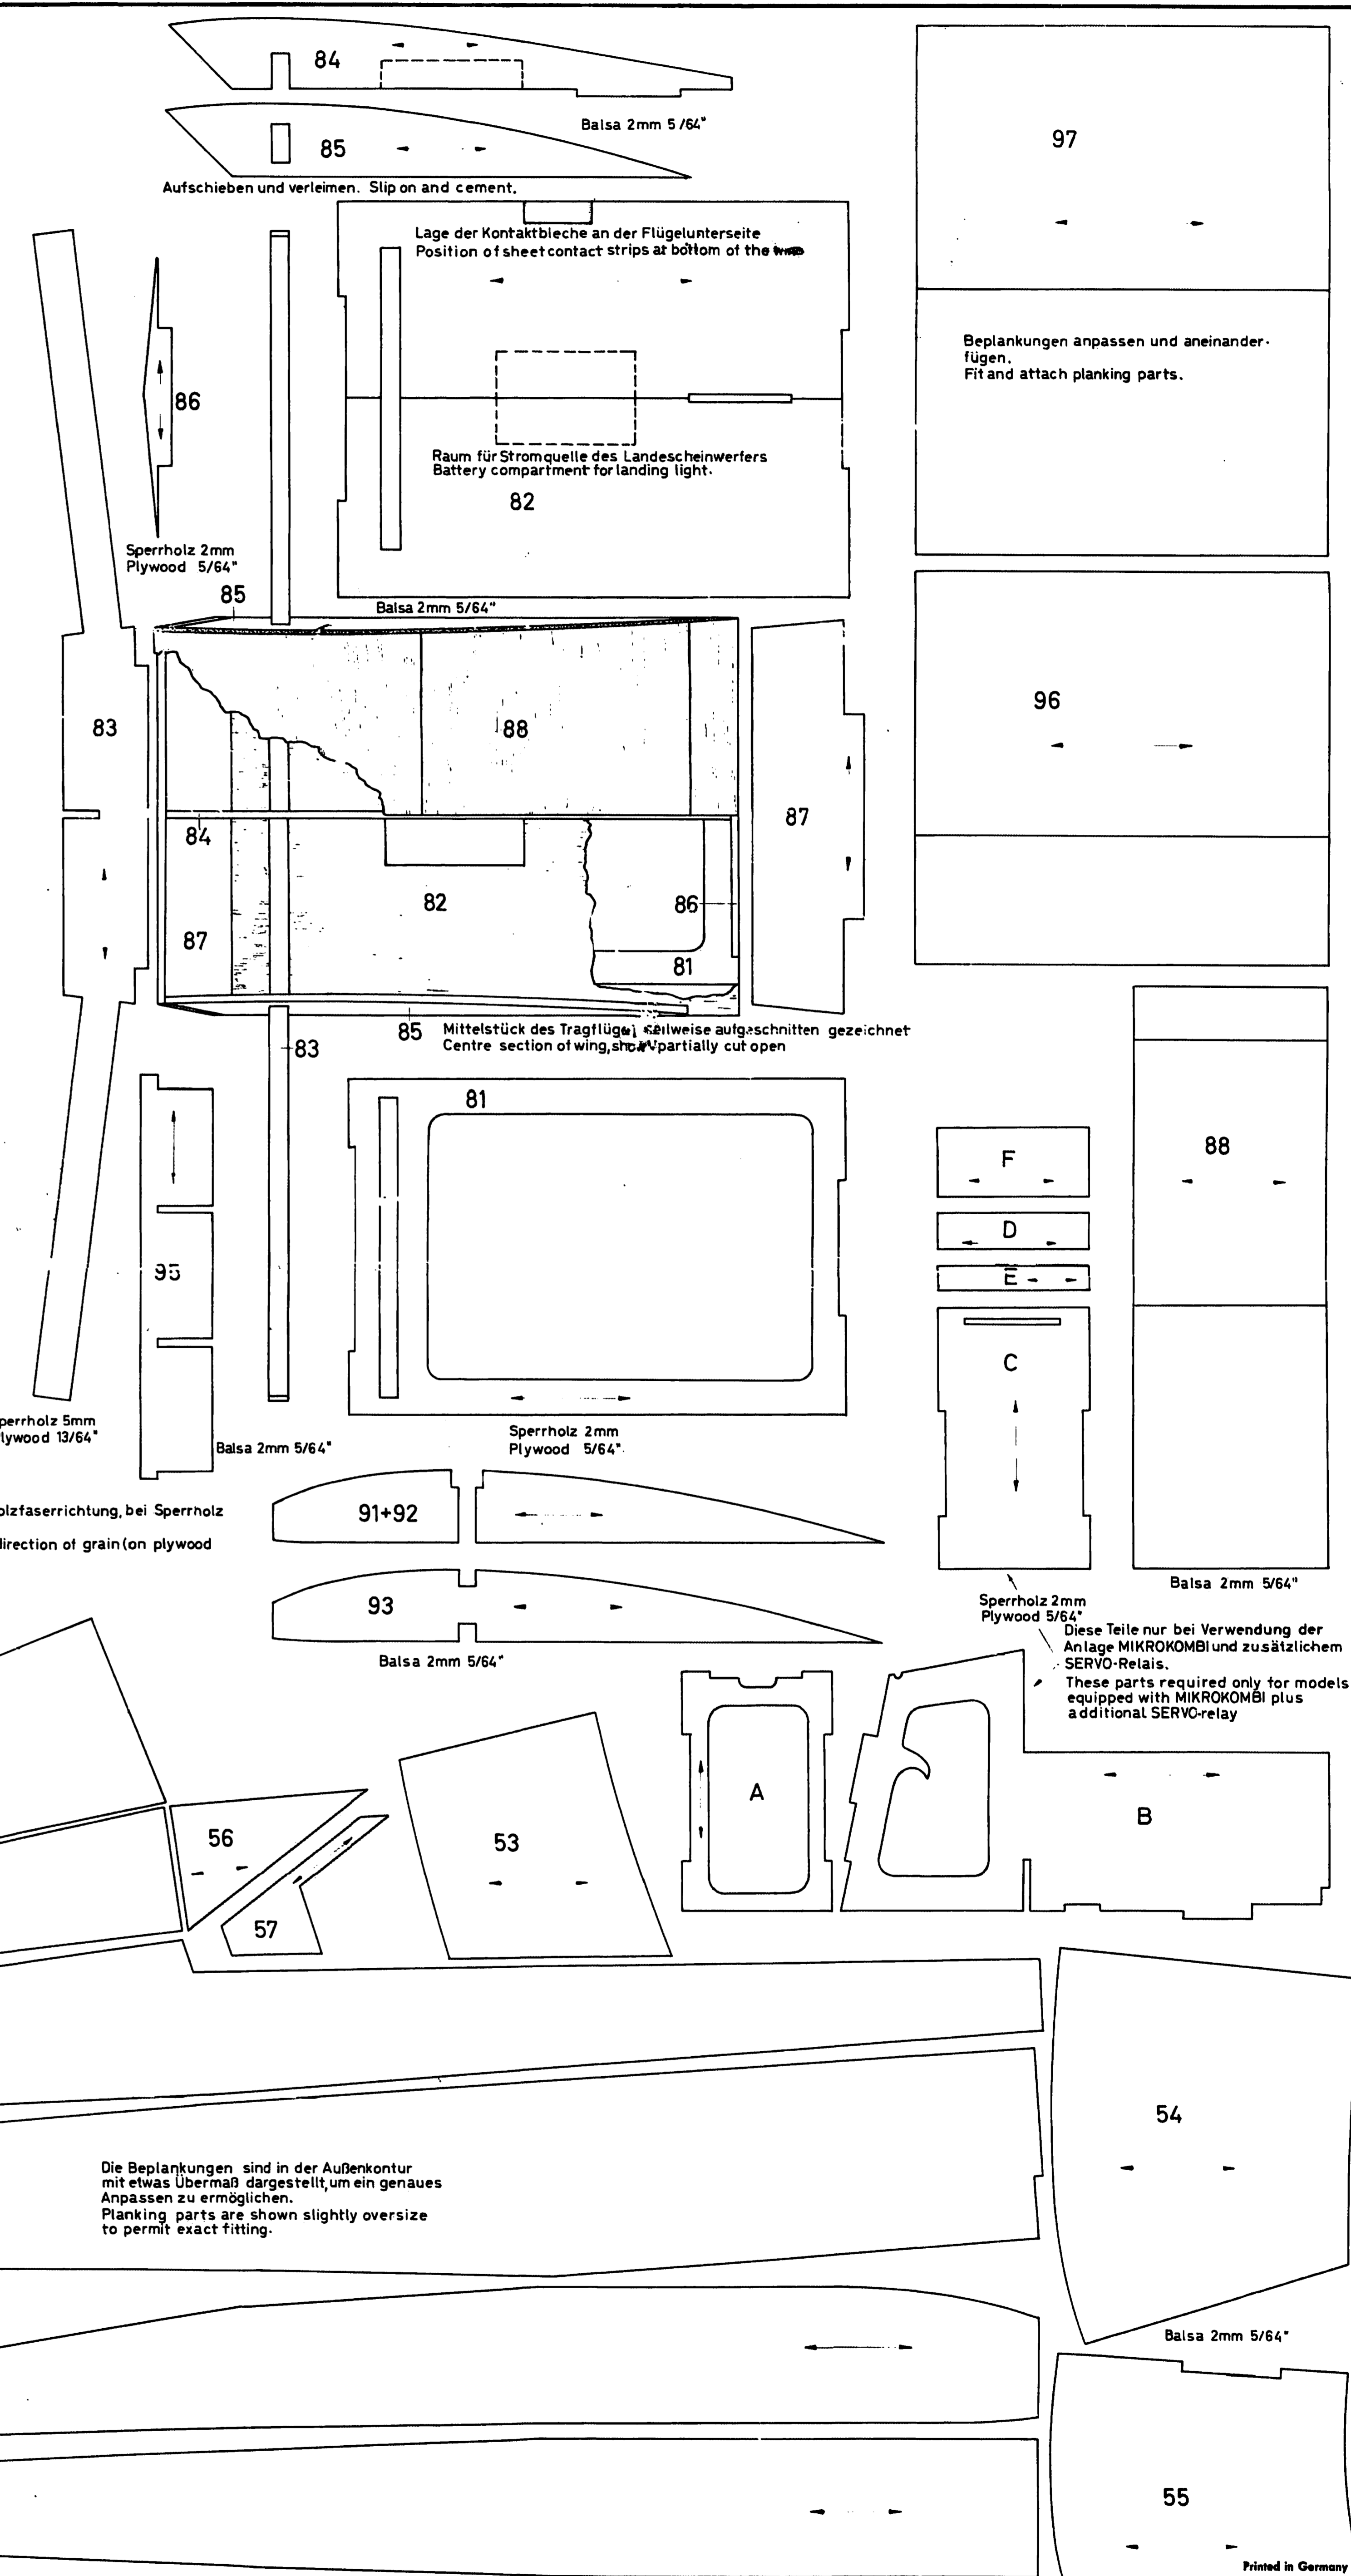 84
Balsa 2mm 5/64"
85
Aufschieben und verleimen. Slip on and cement.
97
Lage der Kontaktbleche an der Flügelunterseite
Position of sheet contact strips at bottom of the
Beplankungen anpassen und aneinander-
fügen.
Fit and attach planking parts.
86
Raum für Stromquelle des Landescheinwerfers
Battery compartment for landing light.
82
Sperrholz 2mm
Plywood 5/64"
85
Balsa 2mm 5/64"
96
83
88
87
84
82
86
87
81
85
Mittelstück des Tragflügel teilweise aufgeschnitten gezeichnet
Centre section of wing, partially cut open
83
81
88
F
D
E
C
95
perrholz 5mm
lywood 13/64"
Balsa 2mm 5/64"
Sperrholz 2mm
Plywood 5/64"
olzfaserrichtung, bei Sperrholz
direction of grain (on plywood
91+92
93
Balsa 2mm 5/64"
Balsa 2mm 5/64"
Sperrholz 2mm
Plywood 5/64"
Diese Teile nur bei Verwendung der
Anlage MIKROKOMBI und zusätzlichem
SERVO-Relais.
These parts required only for models
equipped with MIKROKOMBI plus
additional SERVO-relay
A
B
56
53
57
54
Die Beplankungen sind in der Außenkontur
mit etwas Übermaß dargestellt, um ein genaues
Anpassen zu ermöglichen.
Planking parts are shown slightly oversize
to permit exact fitting.
Balsa 2mm 5/64"
55
Printed in Germany